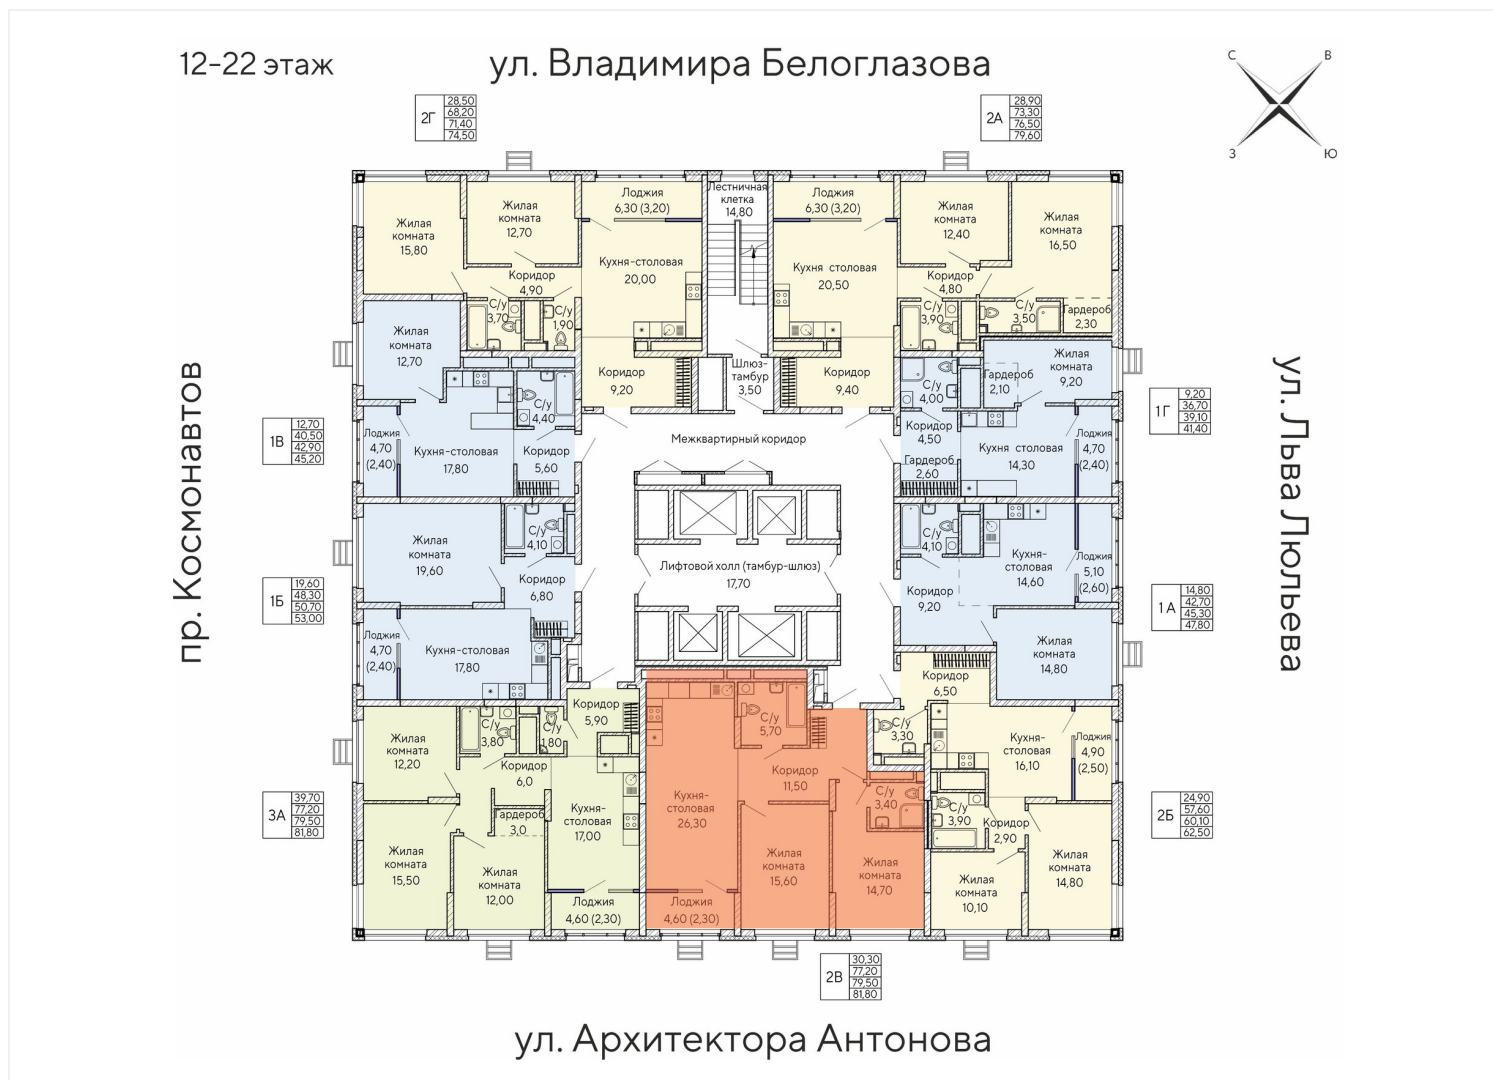 12-22 этаж
ул. Владимира Белоглазова
С
В
З
Ю
2Г
28,50
68,20
71,40
74,50
2А
28,90
73,30
76,50
79,60
Жилая
комната
15,80
Жилая
комната
12,70
Лоджия
6,30 (3,20)
Лестничная
клетка
14,80
Лоджия
6,30 (3,20)
Жилая
комната
12,40
Жилая
комната
16,50
Коридор
4,90
Кухня-столовая
20,00
Кухня столовая
20,50
Коридор
4,80
С/у
3,70
С/у
1,90
С/у
3,90
С/у
3,50
Гардероб
2,30
Жилая
комната
12,70
Коридор
9,20
Шлюз-
тамбур
3,50
Коридор
9,40
С/у
4,00
Гардероб
2,10
Жилая
комната
9,20
пр. Космонавтов
ул. Льва Люльева
1В
12,70
40,50
42,90
45,20
1Г
9,20
36,70
39,10
41,40
Лоджия
4,70
(2,40)
Кухня-столовая
17,80
С/у
4,40
Коридор
5,60
Межквартирный коридор
Коридор
4,50
Гардероб
2,60
Кухня столовая
14,30
Лоджия
4,70
(2,40)
Жилая
комната
19,60
С/у
4,10
Коридор
6,80
Лифтовой холл (тамбур-шлюз)
17,70
С/у
4,10
Коридор
9,20
Кухня-
столовая
14,60
Лоджия
5,10
(2,60)
1Б
19,60
48,30
50,70
53,00
1А
14,80
42,70
45,30
47,80
Лоджия
4,70
(2,40)
Кухня-столовая
17,80
Жилая
комната
14,80
Коридор
6,50
Жилая
комната
12,20
С/у
3,80
С/у
1,80
Коридор
5,90
С/у
5,70
С/у
3,30
Кухня-
столовая
16,10
Лоджия
4,90
(2,50)
Коридор
6,0
Коридор
11,50
С/у
3,40
С/у
3,90
Коридор
2,90
3А
39,70
77,20
79,50
81,80
2Б
24,90
57,60
60,10
62,50
Гардероб
3,0
Кухня-
столовая
17,00
Кухня-
столовая
26,30
Жилая
комната
15,50
Жилая
комната
12,00
Жилая
комната
15,60
Жилая
комната
14,70
Жилая
комната
10,10
Жилая
комната
14,80
Лоджия
4,60 (2,30)
Лоджия
4,60 (2,30)
2В
30,30
77,20
79,50
81,80
ул. Архитектора Антонова